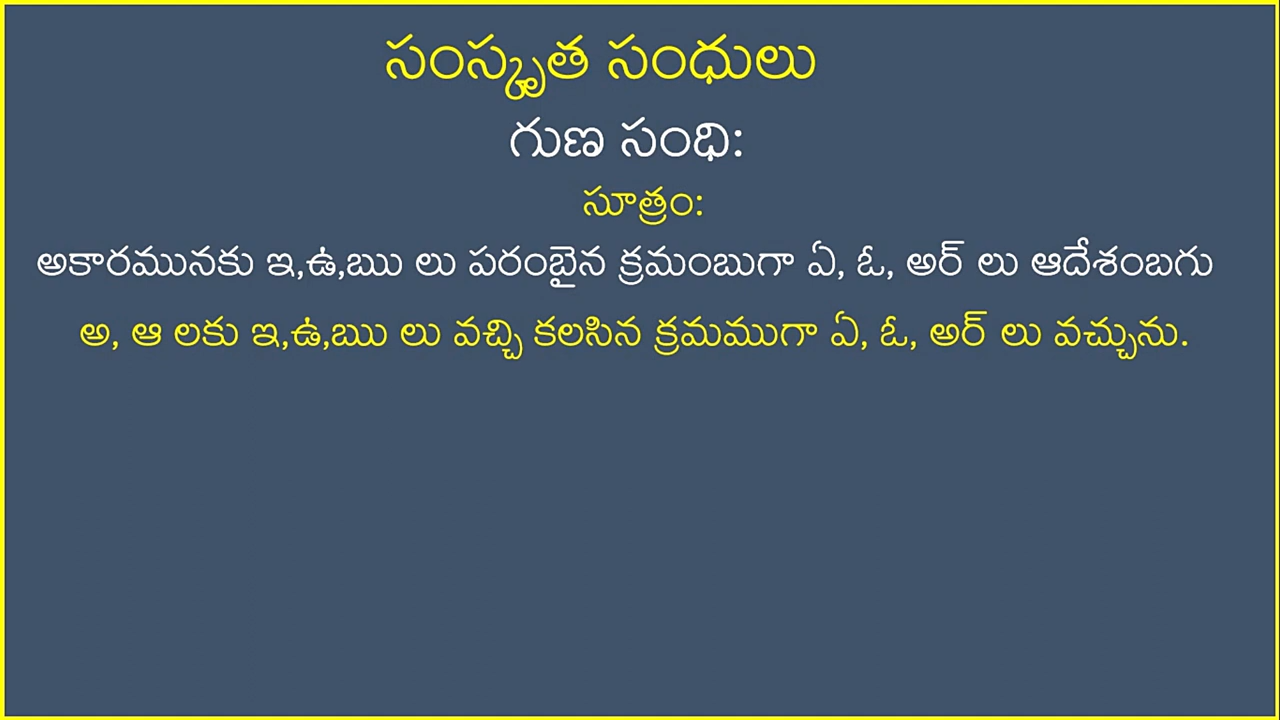 సంస్కృత సంధులు
గుణ సంధి:
సూత్రం:
అకారమునకు ఇ,ఉ,ఋ లు పరంబైన క్రమంబుగా ఏ, ఓ, అర్ లు ఆదేశంబగు
అ, ఆ లకు ఇ,ఉ,ఋ లు వచ్చి కలసిన క్రమముగా ఏ, ఓ, అర్ లు వచ్చును.